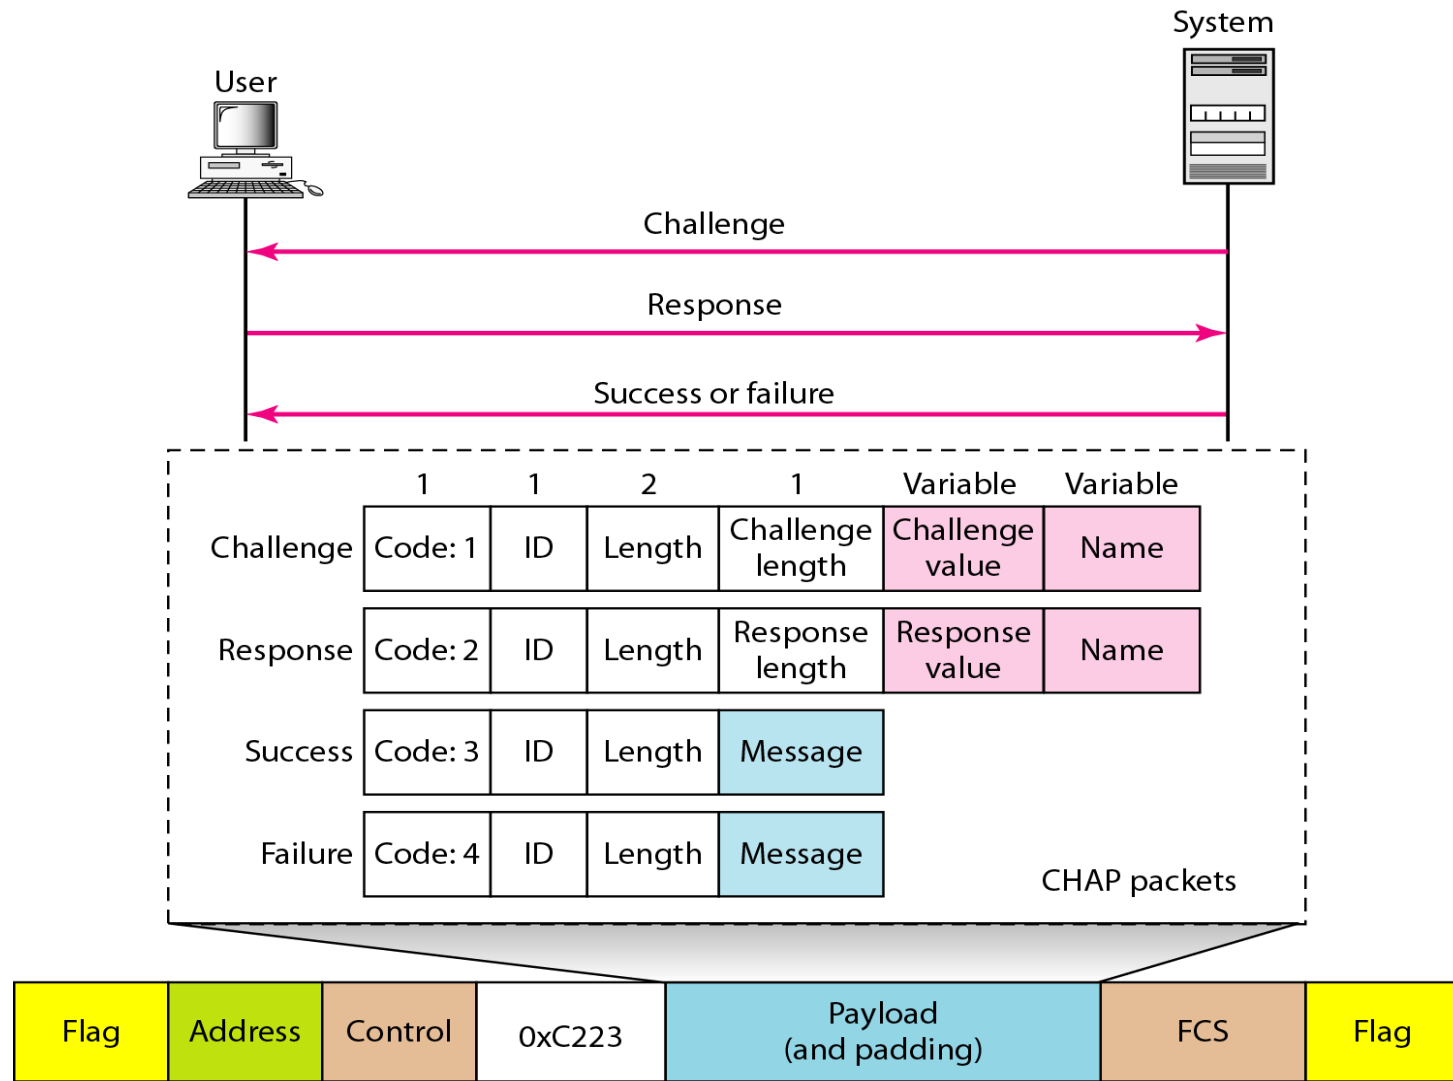 System
User
Challenge
Response
Success or failure
1 1 2 1 Variable Variable
Challenge Code: 1 ID Length Challenge length Challenge value Name
Response Code: 2 ID Length Response length Response value Name
Success Code: 3 ID Length Message
Failure Code: 4 ID Length Message
CHAP packets
Flag Address Control 0xC223 Payload (and padding) FCS Flag